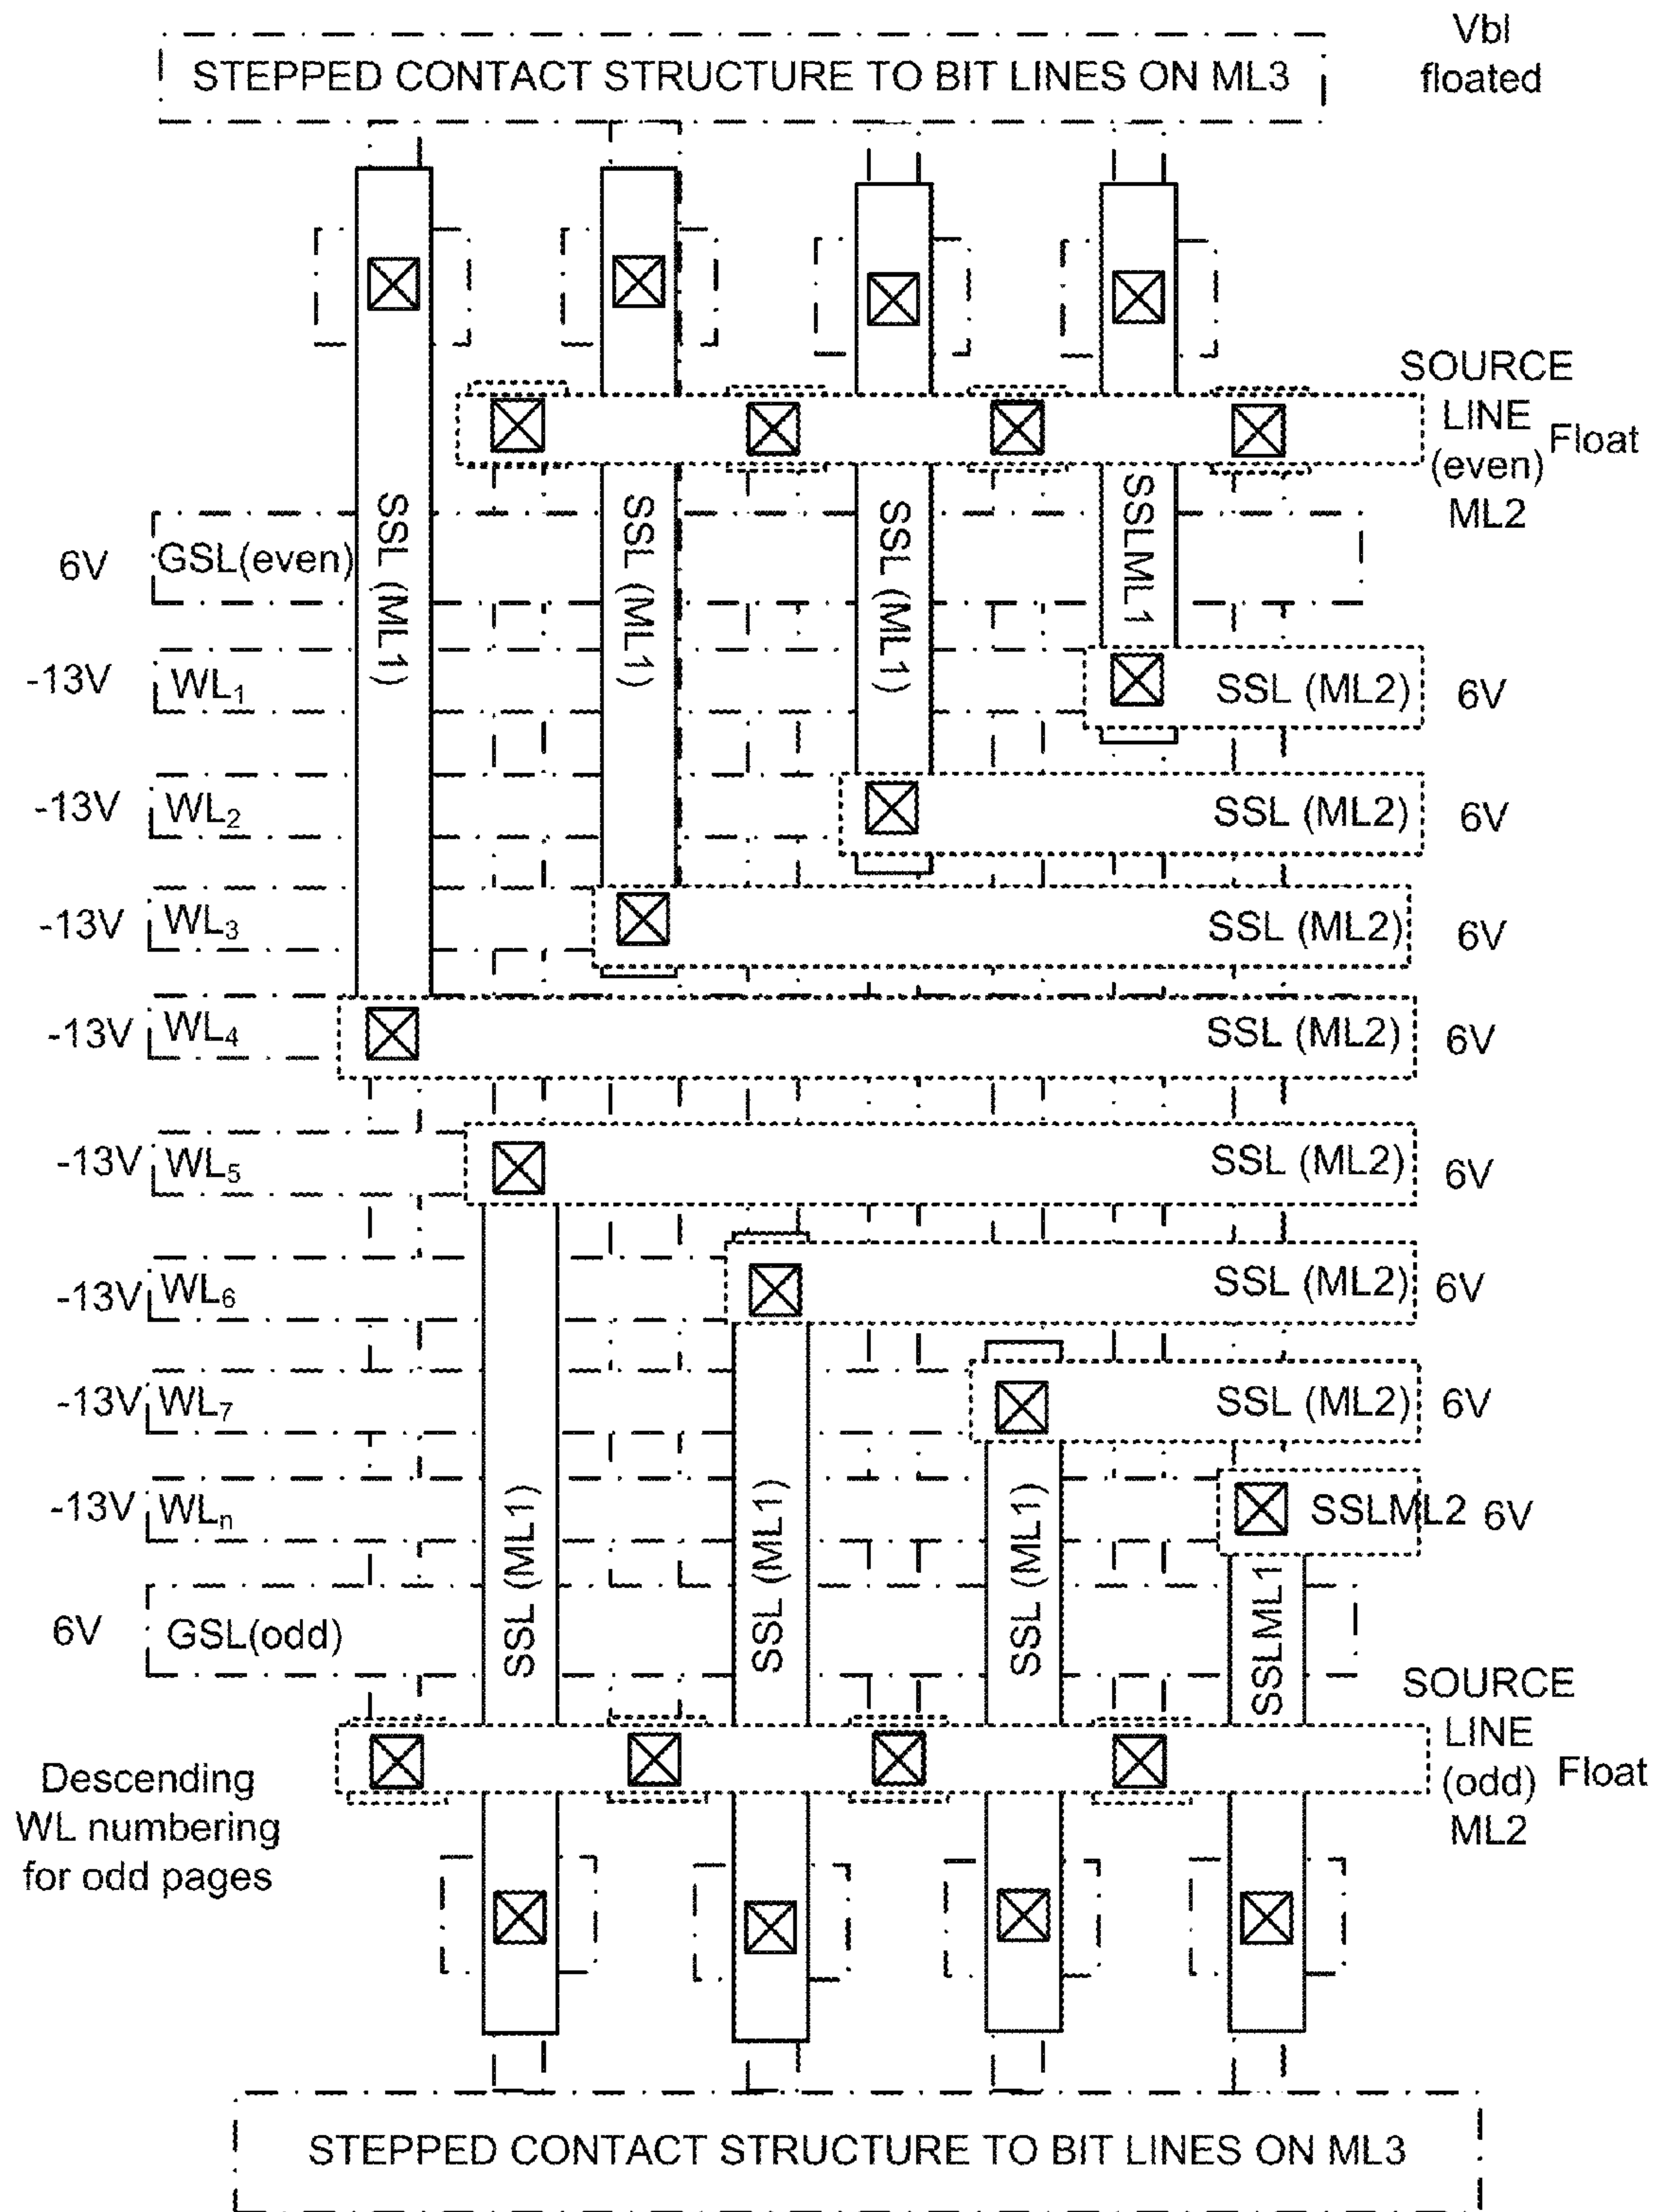 Vbl
floated
STEPPED CONTACT STRUCTURE TO BIT LINES ON ML3
SOURCE
LINE
(even)
ML2
Float
SSL (ML1)
SSL (ML1)
SSL (ML1)
SSLML 1
6V
GSL(even)
-13V
WL1
SSL (ML2)
6V
-13V
WL2
SSL (ML2)
6V
-13V
WL3
SSL (ML2)
6V
-13V
WL4
SSL (ML2)
6V
-13V
WL5
SSL (ML2)
6V
-13V
WL6
SSL (ML2)
6V
-13V
WL7
SSL (ML2)
6V
-13V
WLn
SSLML2
6V
SSL (ML1)
SSL (ML1)
SSL (ML1)
SSLML1
6V
GSL(odd)
SOURCE
LINE
(odd)
ML2
Float
Descending
WL numbering
for odd pages
STEPPED CONTACT STRUCTURE TO BIT LINES ON ML3